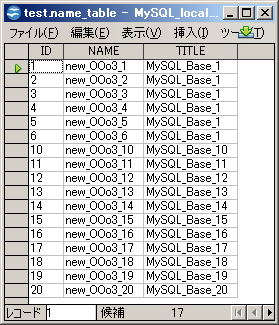 test.name_table - MySQL_local...
ファイル(F) 編集(E) 表示(V) 挿入(I) ツー(T)
ID NAME TITLE
1 new_OOo3_1 MySQL_Base_1
2 new_OOo3_2 MySQL_Base_1
3 new_OOo3_3 MySQL_Base_1
4 new_OOo3_4 MySQL_Base_1
5 new_OOo3_5 MySQL_Base_1
6 new_OOo3_6 MySQL_Base_1
10 new_OOo3_10 MySQL_Base_10
11 new_OOo3_11 MySQL_Base_11
12 new_OOo3_12 MySQL_Base_12
13 new_OOo3_13 MySQL_Base_13
14 new_OOo3_14 MySQL_Base_14
15 new_OOo3_15 MySQL_Base_15
16 new_OOo3_16 MySQL_Base_16
17 new_OOo3_17 MySQL_Base_17
18 new_OOo3_18 MySQL_Base_18
19 new_OOo3_19 MySQL_Base_19
20 new_OOo3_20 MySQL_Base_20
レコード 1 候補 17